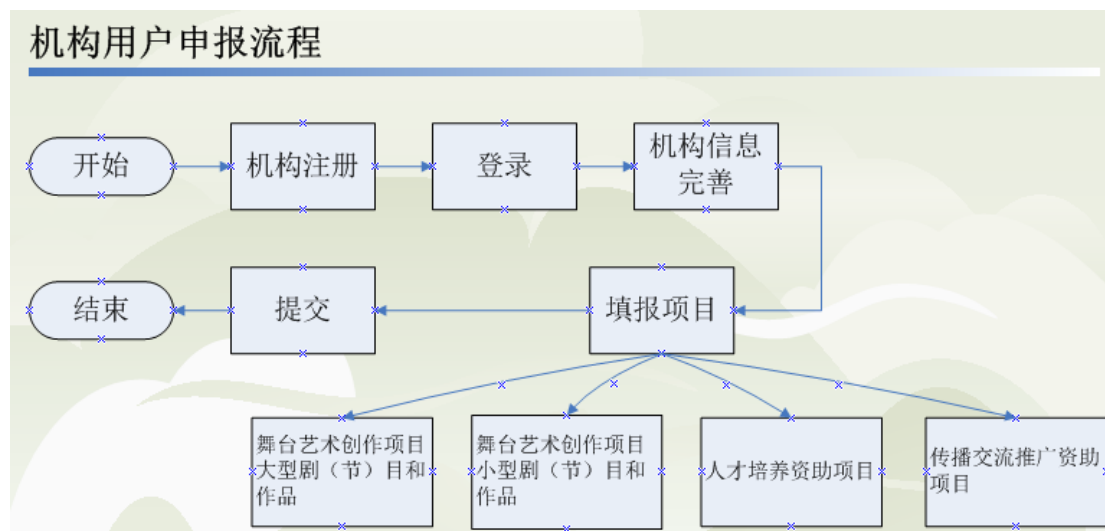 机构用户申报流程
开始
机构注册
登录
机构信息
完善
结束
提交
填报项目
舞台艺术创作项目
大型剧（节）目和
作品
舞台艺术创作项目
小型剧（节）目和
作品
人才培养资助项目
传播交流推广资助
项目